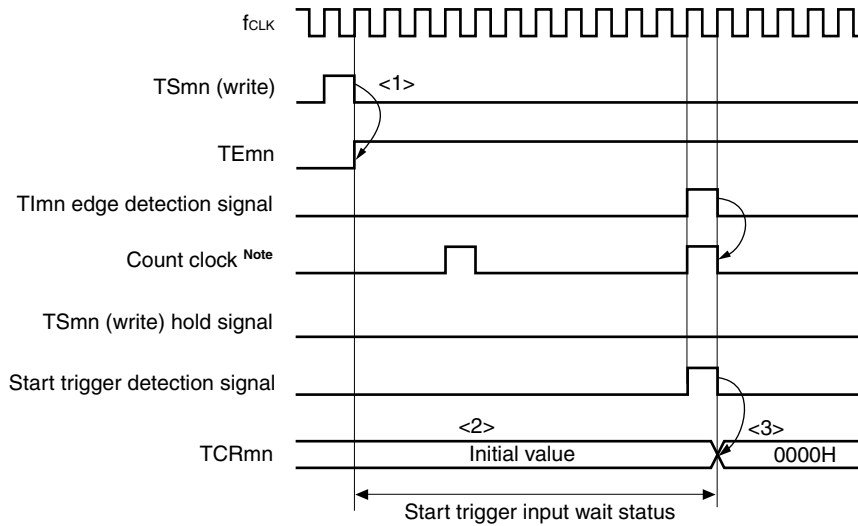 fCLK
TSmn (write)
<1>
TEmn
TImn edge detection signal
Count clock Note
TSmn (write) hold signal
Start trigger detection signal
<2>
<3>
TCRmn
Initial value
0000H
Start trigger input wait status